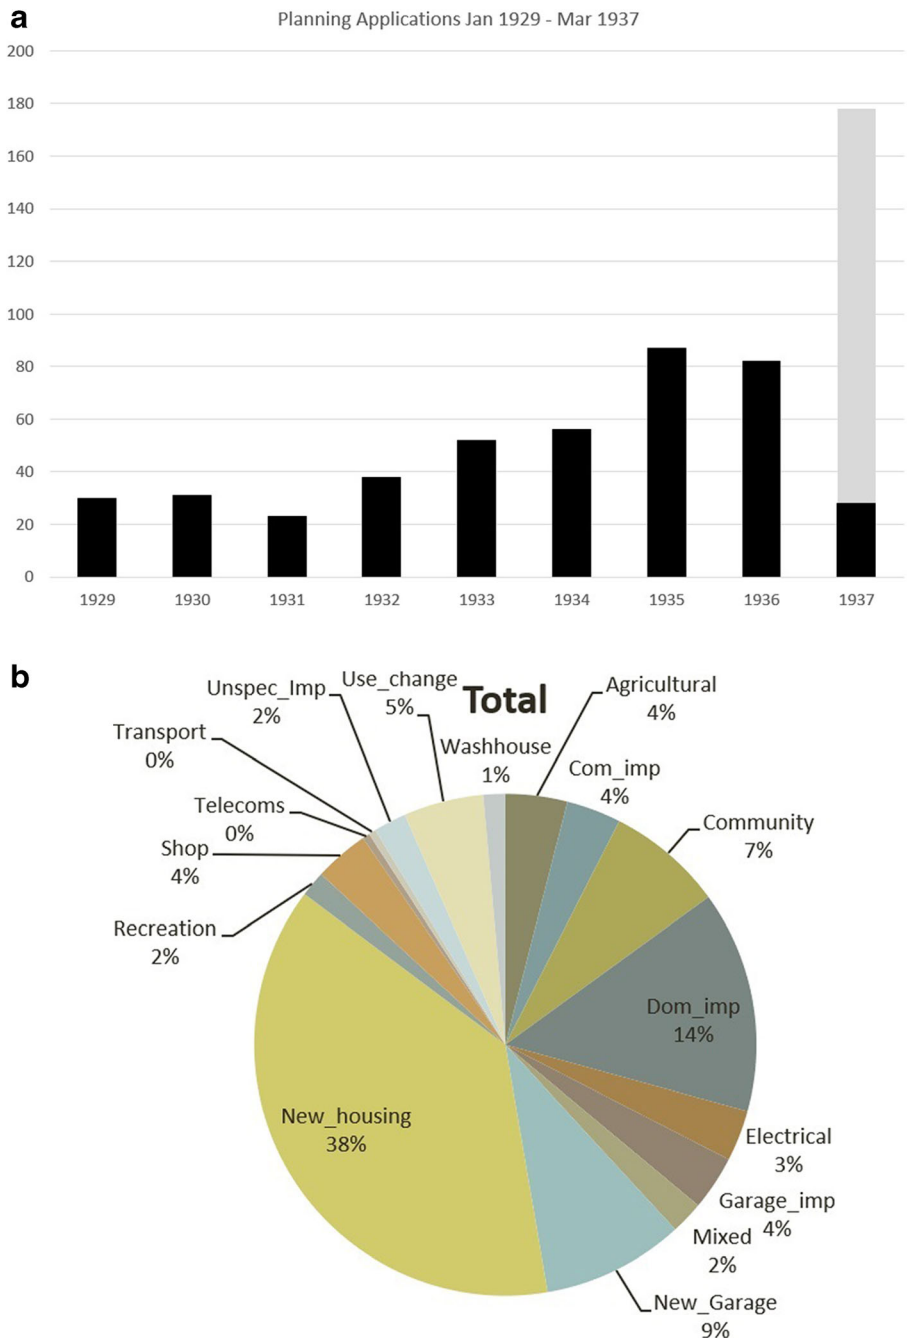 a
Planning Applications Jan 1929 - Mar 1937
200
180
160
140
120
100
80
60
40
20
0
1929 1930 1931 1932 1933 1934 1935 1936 1937
b
Total
Unspec_Imp
2%
Use_change
5%
Agricultural
4%
Transport
0%
Washhouse
1%
Com_imp
4%
Telecoms
0%
Community
7%
Shop
4%
Recreation
2%
Dom_imp
14%
New_housing
38%
Electrical
3%
Garage_imp
4%
Mixed
2%
New_Garage
9%